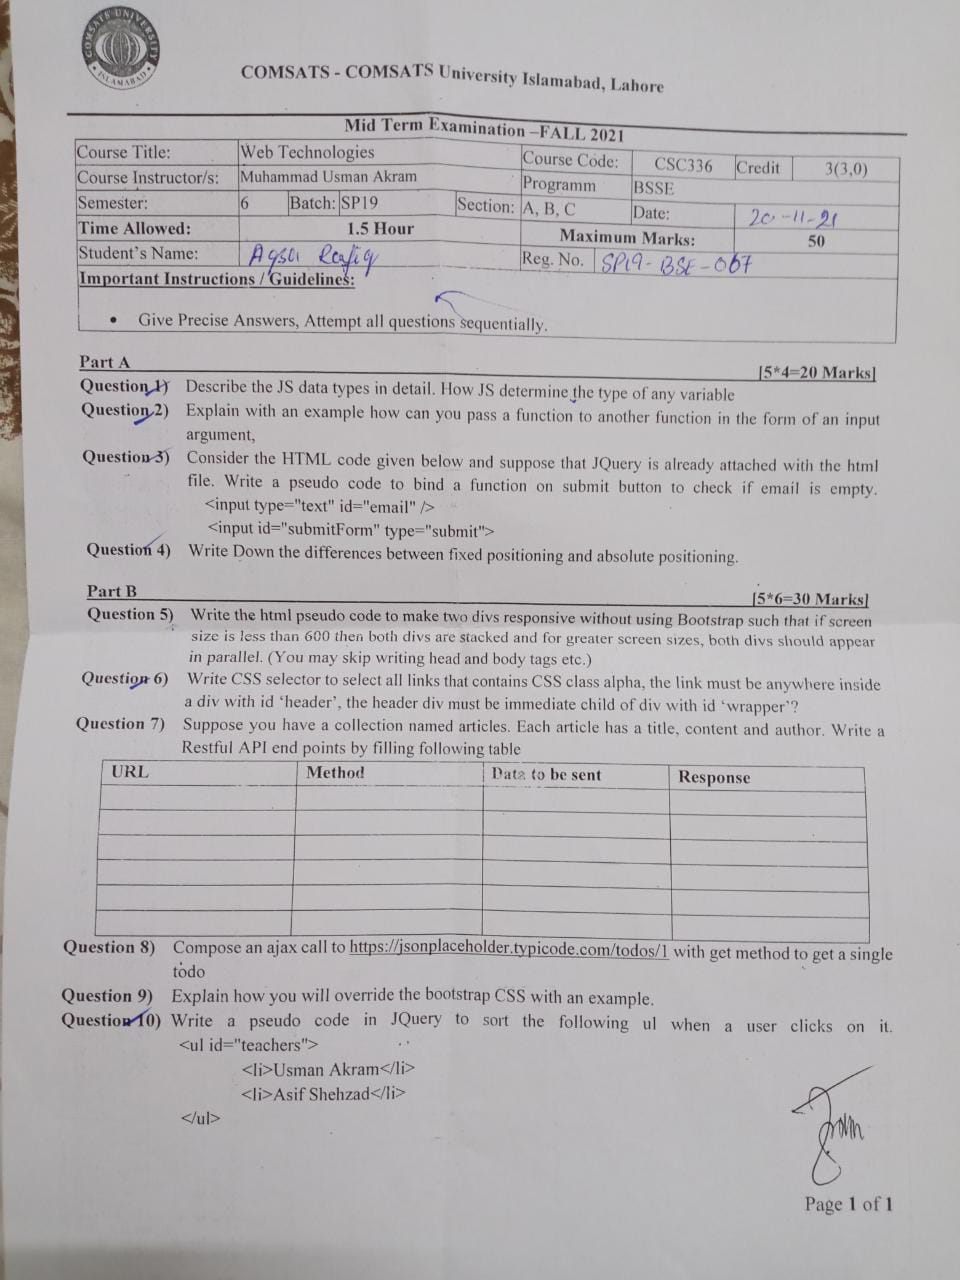 COMSATS UNIVERSITY
ISLAMABAD
COMSATS - COMSATS University Islamabad, Lahore
Mid Term Examination –FALL 2021
Course Title: Web Technologies Course Code: CSC336 Credit 3(3,0)
Course Instructor/s: Muhammad Usman Akram Programm BSSE
Semester: 6 Batch: SP19 Section: A, B, C Date: 20-11-21
Time Allowed: 1.5 Hour Maximum Marks: 50
Student's Name: Aqsa Rafiq Reg. No. SP19-BSE-067
Important Instructions / Guidelines:
• Give Precise Answers, Attempt all questions sequentially.
Part A [5*4=20 Marks]
Question 1) Describe the JS data types in detail. How JS determine the type of any variable
Question 2) Explain with an example how can you pass a function to another function in the form of an input
argument,
Question 3) Consider the HTML code given below and suppose that JQuery is already attached with the html
file. Write a pseudo code to bind a function on submit button to check if email is empty.
<input type="text" id="email" />
<input id="submitForm" type="submit">
Question 4) Write Down the differences between fixed positioning and absolute positioning.
Part B [5*6=30 Marks]
Question 5) Write the html pseudo code to make two divs responsive without using Bootstrap such that if screen
size is less than 600 then both divs are stacked and for greater screen sizes, both divs should appear
in parallel. (You may skip writing head and body tags etc.)
Question 6) Write CSS selector to select all links that contains CSS class alpha, the link must be anywhere inside
a div with id 'header', the header div must be immediate child of div with id 'wrapper'?
Question 7) Suppose you have a collection named articles. Each article has a title, content and author. Write a
Restful API end points by filling following table
URL Method Data to be sent Response
Question 8) Compose an ajax call to https://jsonplaceholder.typicode.com/todos/1 with get method to get a single
todo
Question 9) Explain how you will override the bootstrap CSS with an example.
Question 10) Write a pseudo code in JQuery to sort the following ul when a user clicks on it.
<ul id="teachers">
<li>Usman Akram</li>
<li>Asif Shehzad</li>
</ul>
Page 1 of 1